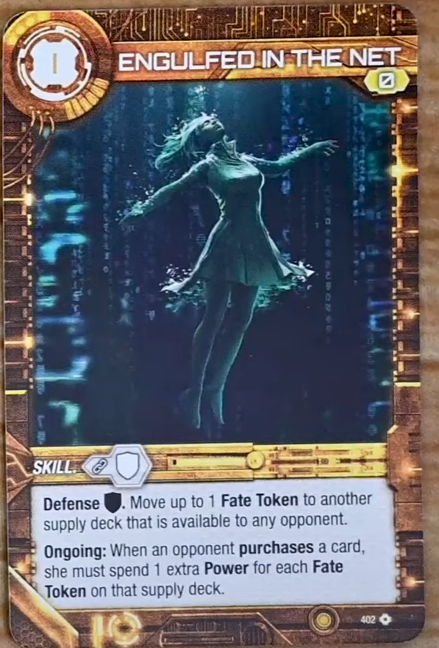 I
ENGULFED IN THE NET
0
SKILL:
Defense. Move up to 1 Fate Token to another
supply deck that is available to any opponent.
Ongoing: When an opponent purchases a card,
she must spend 1 extra Power for each Fate
Token on that supply deck.
402